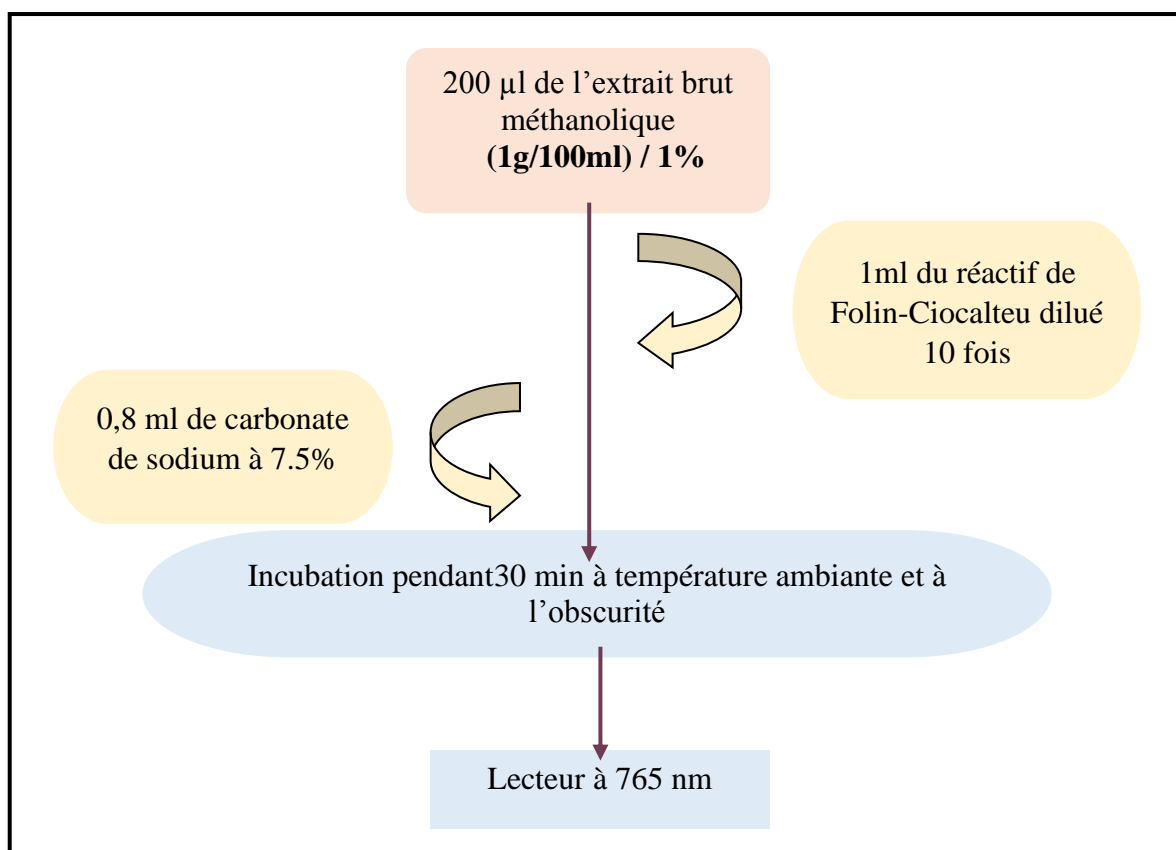 200 µl de l’extrait brut
méthanolique
(1g/100ml) / 1%
1ml du réactif de
Folin-Ciocalteu dilué
10 fois
0,8 ml de carbonate
de sodium à 7.5%
Incubation pendant30 min à température ambiante et à
l’obscurité
Lecteur à 765 nm